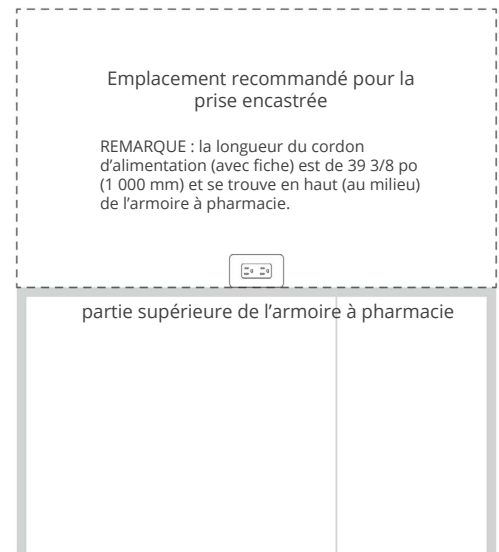 Emplacement recommandé pour la
prise encastrée
REMARQUE : la longueur du cordon
d’alimentation (avec fiche) est de 39 3/8 po
(1 000 mm) et se trouve en haut (au milieu)
de l’armoire à pharmacie.
partie supérieure de l’armoire à pharmacie